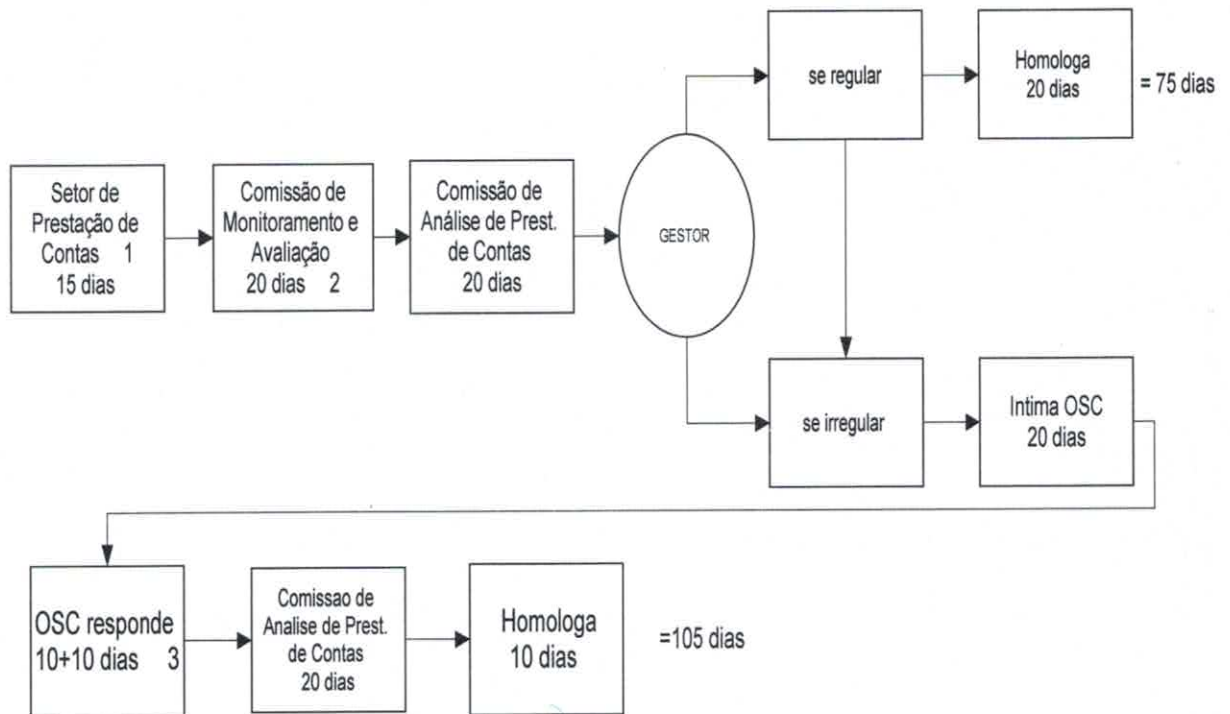 se regular
Homologa
20 dias
= 75 dias
Setor de
Prestação de
Contas 1
15 dias
Comissão de
Monitoramento e
Avaliação
20 dias 2
Comissão de
Análise de Prest.
de Contas
20 dias
GESTOR
se irregular
Intima OSC
20 dias
OSC responde
10+10 dias 3
Comissao de
Analise de Prest.
de Contas
20 dias
Homologa
10 dias
=105 dias